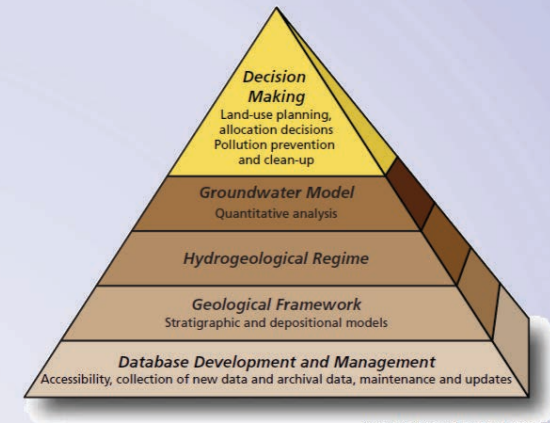 Decision
Making
Land-use planning,
allocation decisions
Pollution prevention
and clean-up
Groundwater Model
Quantitative analysis
Hydrogeological Regime
Geological Framework
Stratigraphic and depositional models
Database Development and Management
Accessibility, collection of new data and archival data, maintenance and updates